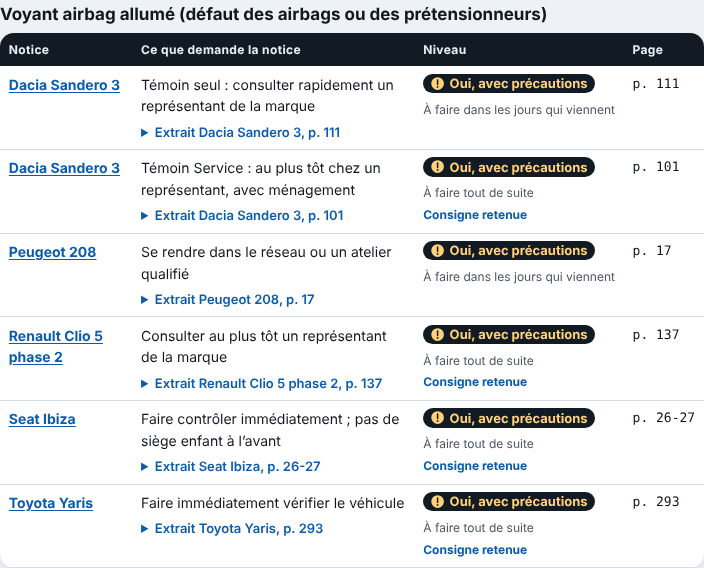 Voyant airbag allumé (défaut des airbags ou des prétensionneurs)
Notice Ce que demande la notice Niveau Page
Dacia Sandero 3 Témoin seul : consulter rapidement un représentant de la marque ! Oui, avec précautions p. 111
À faire dans les jours qui viennent
▶ Extrait Dacia Sandero 3, p. 111
Dacia Sandero 3 Témoin Service : au plus tôt chez un représentant, avec ménagement ! Oui, avec précautions p. 101
À faire tout de suite
▶ Extrait Dacia Sandero 3, p. 101 Consigne retenue
Peugeot 208 Se rendre dans le réseau ou un atelier qualifié ! Oui, avec précautions p. 17
À faire dans les jours qui viennent
▶ Extrait Peugeot 208, p. 17
Renault Clio 5 phase 2 Consulter au plus tôt un représentant de la marque ! Oui, avec précautions p. 137
À faire tout de suite
▶ Extrait Renault Clio 5 phase 2, p. 137 Consigne retenue
Seat Ibiza Faire contrôler immédiatement ; pas de siège enfant à l’avant ! Oui, avec précautions p. 26-27
À faire tout de suite
▶ Extrait Seat Ibiza, p. 26-27 Consigne retenue
Toyota Yaris Faire immédiatement vérifier le véhicule ! Oui, avec précautions p. 293
▶ Extrait Toyota Yaris, p. 293 À faire tout de suite
Consigne retenue